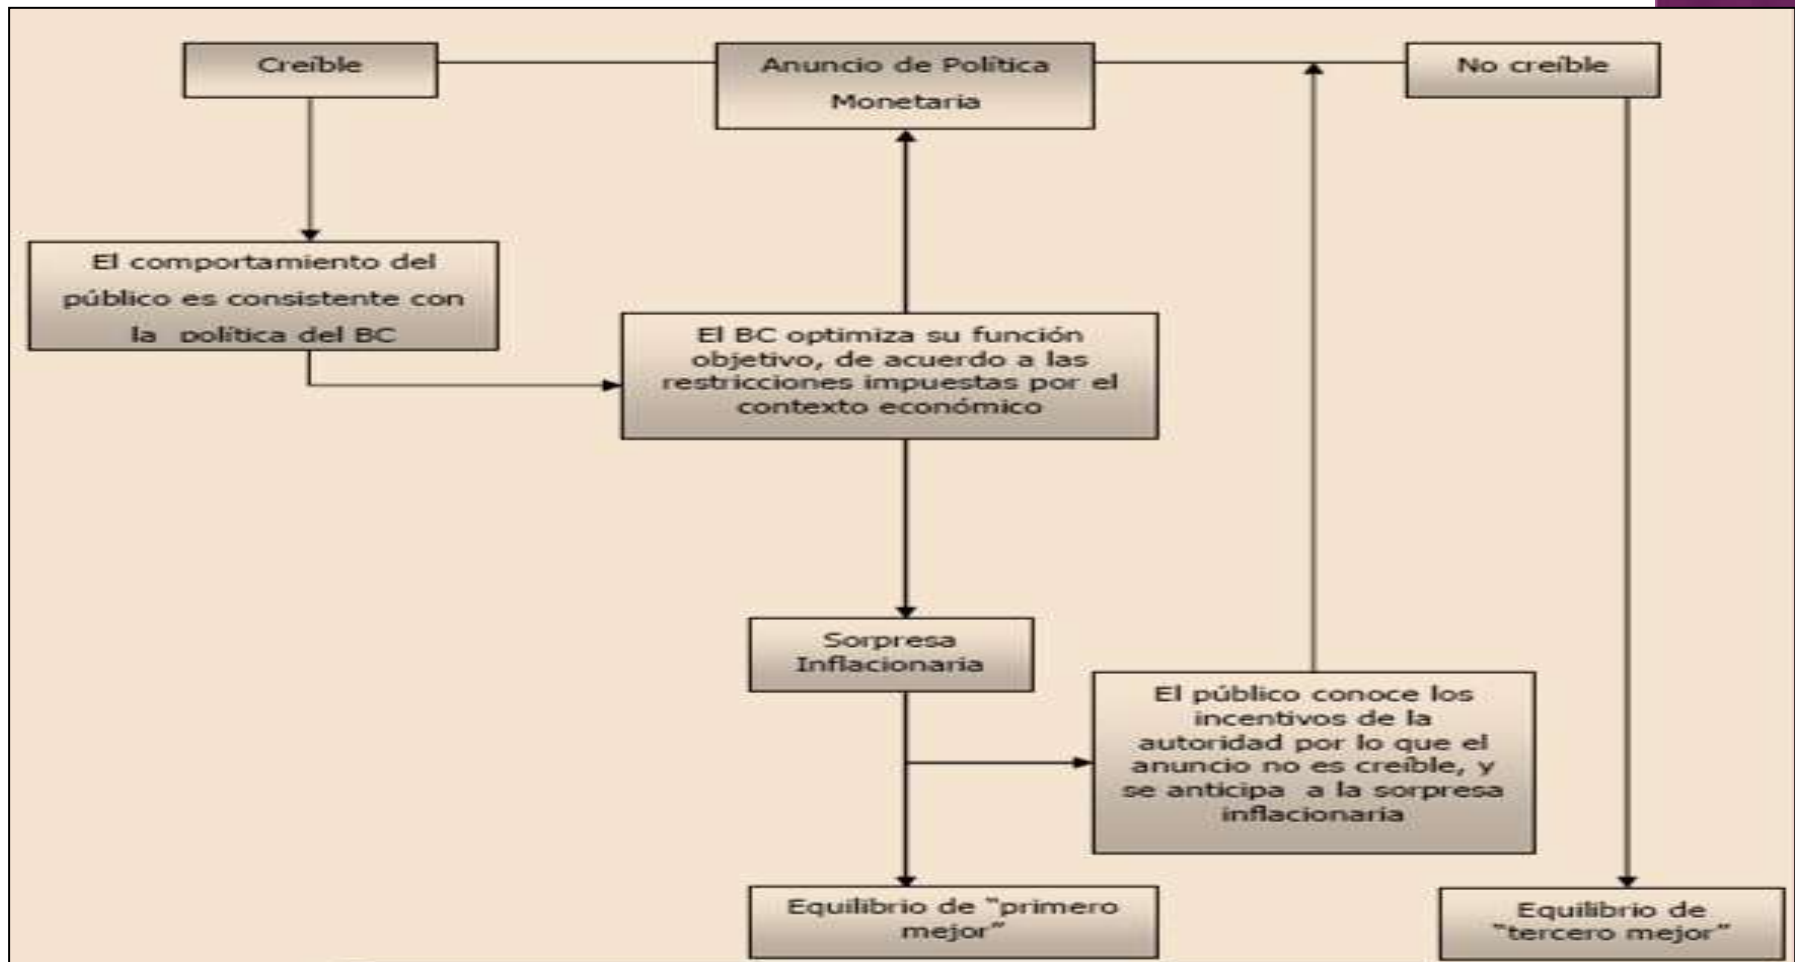 Creíble
Anuncio de Política
Monetaria
No creíble
El comportamiento del
público es consistente con
la política del BC
El BC optimiza su función
objetivo, de acuerdo a las
restricciones impuestas por el
contexto económico
Sorpresa
Inflacionaria
El público conoce los
incentivos de la
autoridad por lo que el
anuncio no es creíble, y
se anticipa a la sorpresa
inflacionaria
Equilibrio de “primero
mejor”
Equilibrio de
“tercero mejor”